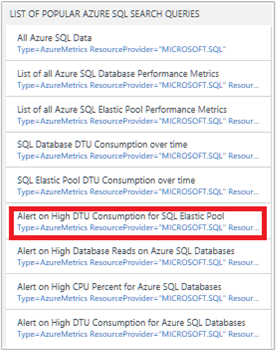 LIST OF POPULAR AZURE SQL SEARCH QUERIES
All Azure SQL Data
Type=AzureMetrics ResourceProvider="MICROSOFT.SQL"
List of all Azure SQL Database Performance Metrics
Type=AzureMetrics ResourceProvider="MICROSOFT.SQL" Resour...
List of all Azure SQL Elastic Pool Performance Metrics
Type=AzureMetrics ResourceProvider="MICROSOFT.SQL" Resour...
SQL Database DTU Consumption over time
Type=AzureMetrics ResourceProvider="MICROSOFT.SQL" Resour...
SQL Elastic Pool DTU Consumption over time
Type=AzureMetrics ResourceProvider="MICROSOFT.SQL" Resour...
Alert on High DTU Consumption for SQL Elastic Pool
Type=AzureMetrics ResourceProvider="MICROSOFT.SQL" Resour...
Alert on High Database Reads on Azure SQL Databases
Type=AzureMetrics ResourceProvider="MICROSOFT.SQL" Resour...
Alert on High CPU Percent for Azure SQL Databases
Type=AzureMetrics ResourceProvider="MICROSOFT.SQL" Resour...
Alert on High DTU Consumption for Azure SQL Databases
Type=AzureMetrics ResourceProvider="MICROSOFT.SQL" Resour...